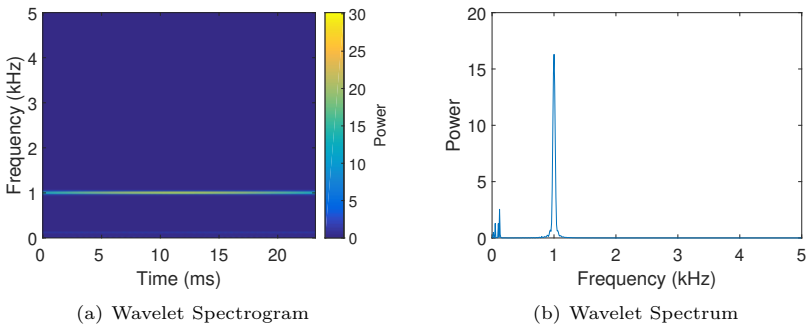 5
4
3
2
1
0
Frequency (kHz)
0 5 10 15 20
Time (ms)
30
25
20
15
10
5
0
Power
(a) Wavelet Spectrogram
20
15
10
5
0
Power
0 1 2 3 4 5
Frequency (kHz)
(b) Wavelet Spectrum